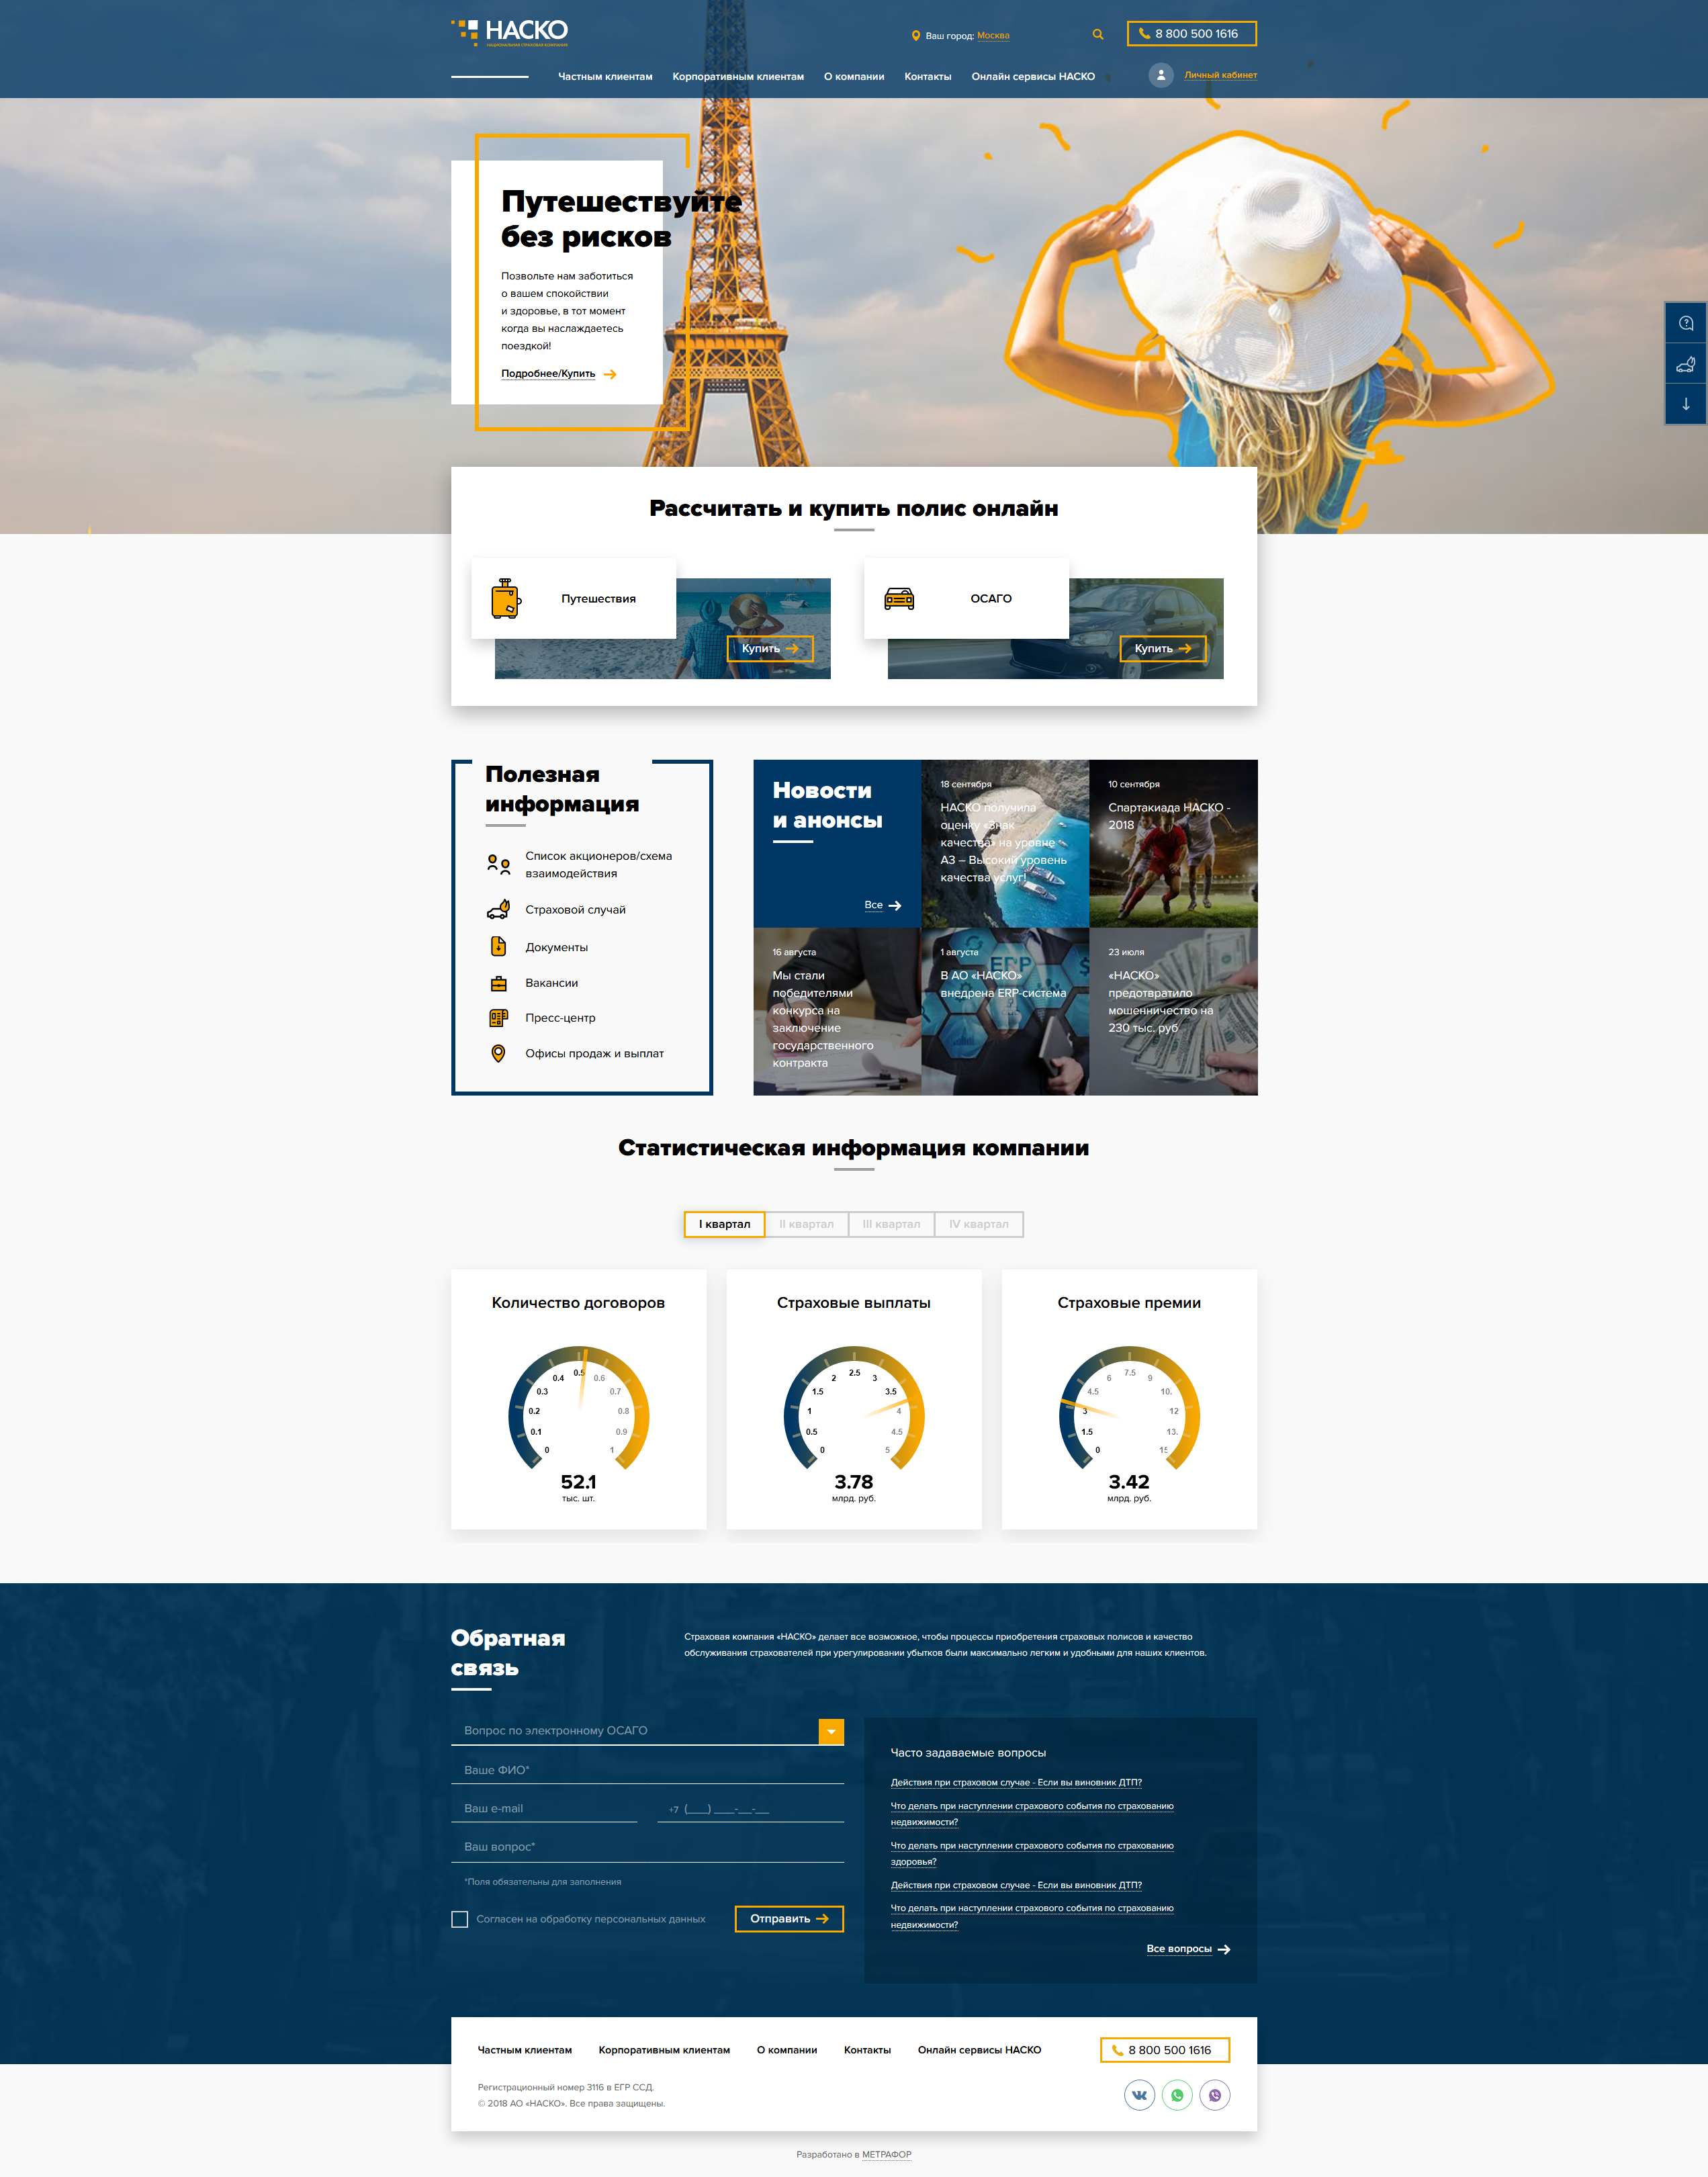 НАСКО
НАЦИОНАЛЬНАЯ СТРАХОВАЯ КОМПАНИЯ
Ваш город: Москва
8 800 500 1616
Частным клиентам
Корпоративным клиентам
О компании
Контакты
Онлайн сервисы НАСКО
Личный кабинет
Путешествуйте
без рисков
Позвольте нам заботиться
о вашем спокойствии
и здоровье, в тот момент
когда вы наслаждаетесь
поездкой!
Подробнее/Купить
Рассчитать и купить полис онлайн
Путешествия
Купить
ОСАГО
Купить
Полезная
информация
Список акционеров/схема
взаимодействия
Страховой случай
Документы
Вакансии
Пресс-центр
Офисы продаж и выплат
Новости
и анонсы
Все
18 сентября
НАСКО получила
оценку «Знак
качества» на уровне
А3 – Высокий уровень
качества услуг!
10 сентября
Спартакиада НАСКО -
2018
16 августа
Мы стали
победителями
конкурса на
заключение
государственного
контракта
1 августа
ERP
$
В АО «НАСКО»
внедрена ERP-система
23 июля
«НАСКО»
предотвратило
мошенничество на
230 тыс. руб
Статистическая информация компании
I квартал
II квартал
III квартал
IV квартал
Количество договоров
0
0.1
0.2
0.3
0.4
0.5
0.6
0.7
0.8
0.9
1
52.1
тыс. шт.
Страховые выплаты
0
0.5
1
1.5
2
2.5
3
3.5
4
4.5
5
3.78
млрд. руб.
Страховые премии
0
1.5
3
4.5
6
7.5
9
10.
12
13.
15
3.42
млрд. руб.
Обратная
связь
Страховая компания «НАСКО» делает все возможное, чтобы процессы приобретения страховых полисов и качество
обслуживания страхователей при урегулировании убытков были максимально легким и удобными для наших клиентов.
Вопрос по электронному ОСАГО
Ваше ФИО*
Ваш e-mail
+7 (___) ___-__-__
Ваш вопрос*
*Поля обязательны для заполнения
Согласен на обработку персональных данных
Отправить
Часто задаваемые вопросы
Действия при страховом случае - Если вы виновник ДТП?
Что делать при наступлении страхового события по страхованию
недвижимости?
Что делать при наступлении страхового события по страхованию
здоровья?
Действия при страховом случае - Если вы виновник ДТП?
Что делать при наступлении страхового события по страхованию
недвижимости?
Все вопросы
Частным клиентам
Корпоративным клиентам
О компании
Контакты
Онлайн сервисы НАСКО
8 800 500 1616
Регистрационный номер 3116 в ЕГР ССД.
© 2018 АО «НАСКО». Все права защищены.
Разработано в МЕТРАФОР